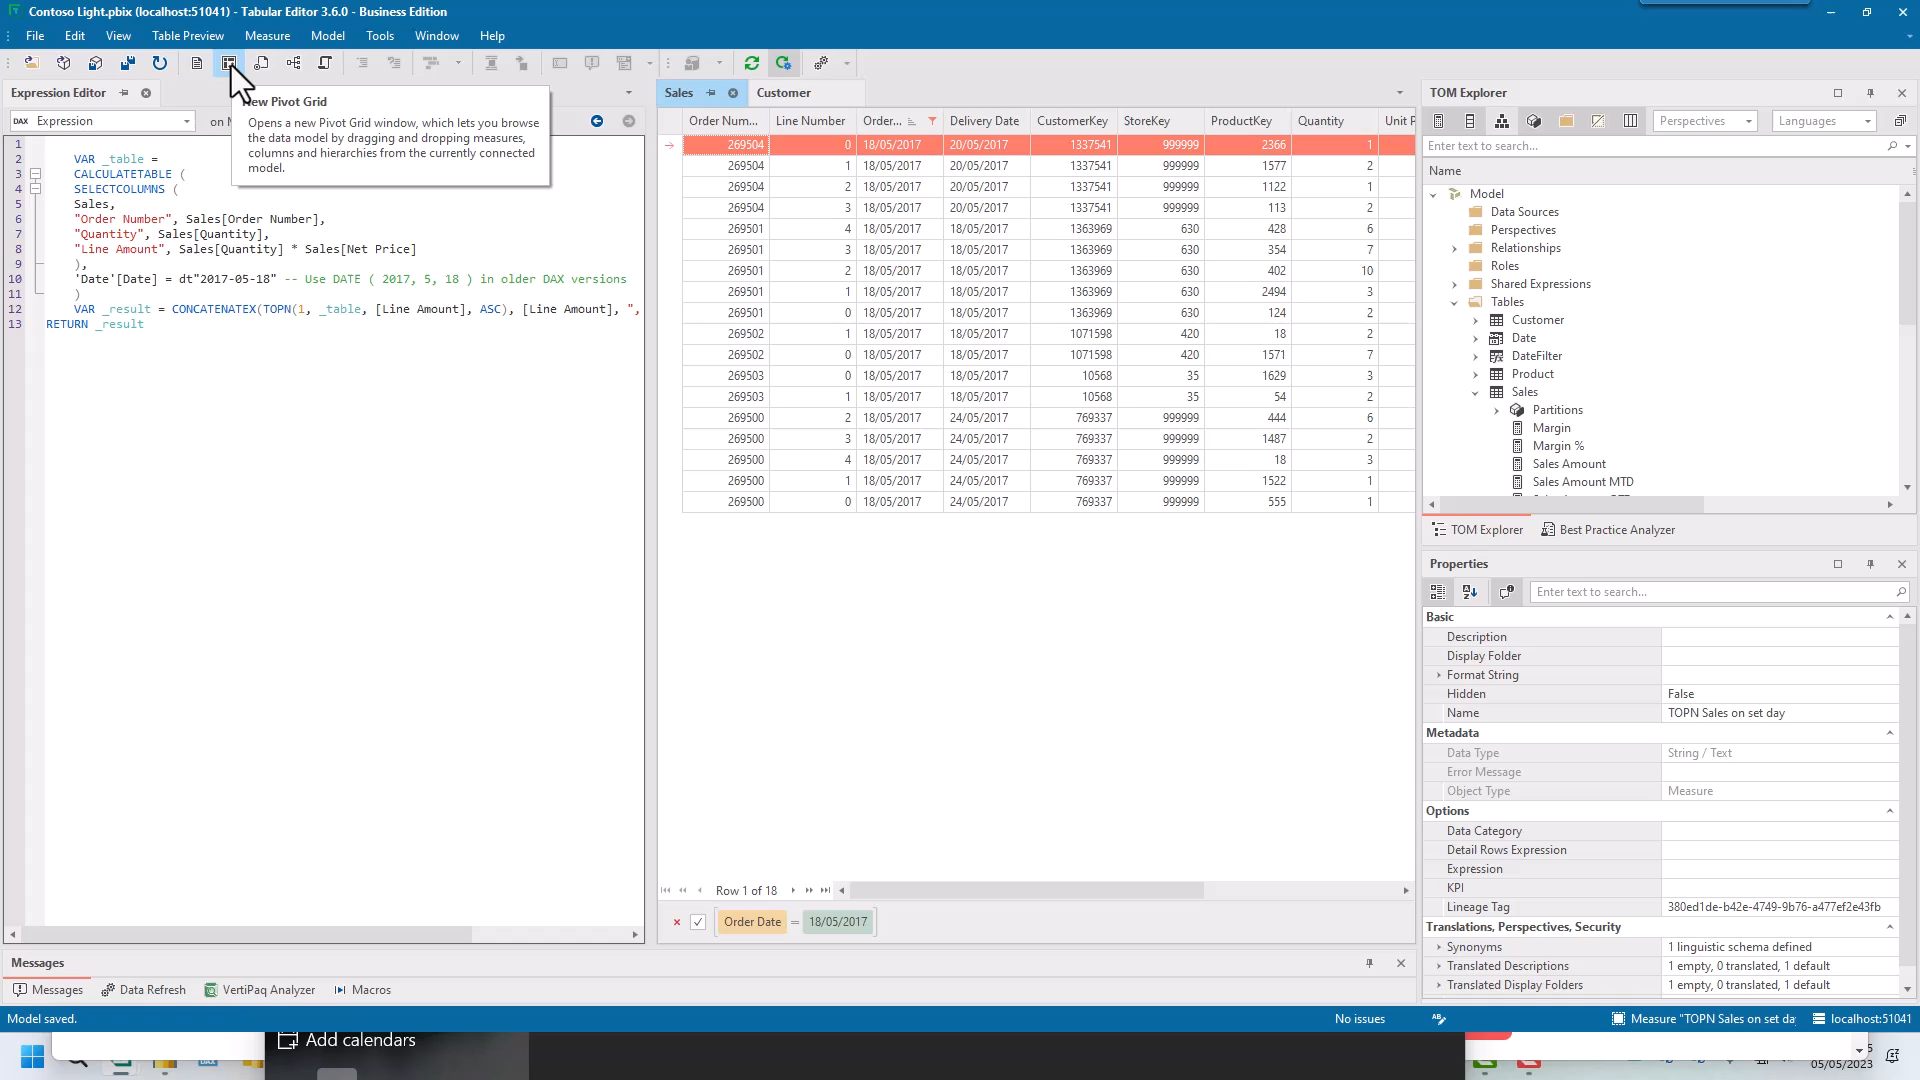 Contoso Light.pbix (localhost:51041) - Tabular Editor 3.6.0 - Business Edition
File Edit View Table Preview Measure Model Tools Window Help
Expression Editor
DAX Expression
on
New Pivot Grid
Opens a new Pivot Grid window, which lets you browse
the data model by dragging and dropping measures,
columns and hierarchies from the currently connected
model.
1
2 VAR _table =
3 CALCULATETABLE (
4 SELECTCOLUMNS (
5 Sales,
6 "Order Number", Sales[Order Number],
7 "Quantity", Sales[Quantity],
8 "Line Amount", Sales[Quantity] * Sales[Net Price]
9 ),
10 'Date'[Date] = dt"2017-05-18" -- Use DATE ( 2017, 5, 18 ) in older DAX versions
11 )
12 VAR _result = CONCATENATEX(TOPN(1, _table, [Line Amount], ASC), [Line Amount], ",
13 RETURN _result
Sales Customer
Order Num... Line Number Order... Delivery Date CustomerKey StoreKey ProductKey Quantity Unit P
269504 0 18/05/2017 20/05/2017 1337541 999999 2366 1
269504 1 18/05/2017 20/05/2017 1337541 999999 1577 2
269504 2 18/05/2017 20/05/2017 1337541 999999 1122 1
269504 3 18/05/2017 20/05/2017 1337541 999999 113 2
269501 4 18/05/2017 18/05/2017 1363969 630 428 6
269501 3 18/05/2017 18/05/2017 1363969 630 354 7
269501 2 18/05/2017 18/05/2017 1363969 630 402 10
269501 1 18/05/2017 18/05/2017 1363969 630 2494 3
269501 0 18/05/2017 18/05/2017 1363969 630 124 2
269502 1 18/05/2017 18/05/2017 1071598 420 18 2
269502 0 18/05/2017 18/05/2017 1071598 420 1571 7
269503 0 18/05/2017 18/05/2017 10568 35 1629 3
269503 1 18/05/2017 18/05/2017 10568 35 54 2
269500 2 18/05/2017 24/05/2017 769337 999999 444 6
269500 3 18/05/2017 24/05/2017 769337 999999 1487 2
269500 4 18/05/2017 24/05/2017 769337 999999 18 3
269500 1 18/05/2017 24/05/2017 769337 999999 1522 1
269500 0 18/05/2017 24/05/2017 769337 999999 555 1
Row 1 of 18
Order Date = 18/05/2017
TOM Explorer
Perspectives Languages
Enter text to search...
Name
Model
Data Sources
Perspectives
Relationships
Roles
Shared Expressions
Tables
Customer
Date
DateFilter
Product
Sales
Partitions
Margin
Margin %
Sales Amount
Sales Amount MTD
TOM Explorer Best Practice Analyzer
Properties
Enter text to search...
Basic
Description
Display Folder
Format String
Hidden False
Name TOPN Sales on set day
Metadata
Data Type String / Text
Error Message
Object Type Measure
Options
Data Category
Detail Rows Expression
Expression
KPI
Lineage Tag 380ed1de-b42e-4749-9b76-a477ef2e43fb
Translations, Perspectives, Security
Synonyms 1 linguistic schema defined
Translated Descriptions 1 empty, 0 translated, 1 default
Translated Display Folders 1 empty, 0 translated, 1 default
Messages
Messages Data Refresh VertiPaq Analyzer Macros
Model saved. No issues Measure "TOPN Sales on set da localhost:51041
Add calendars
05/05/2023